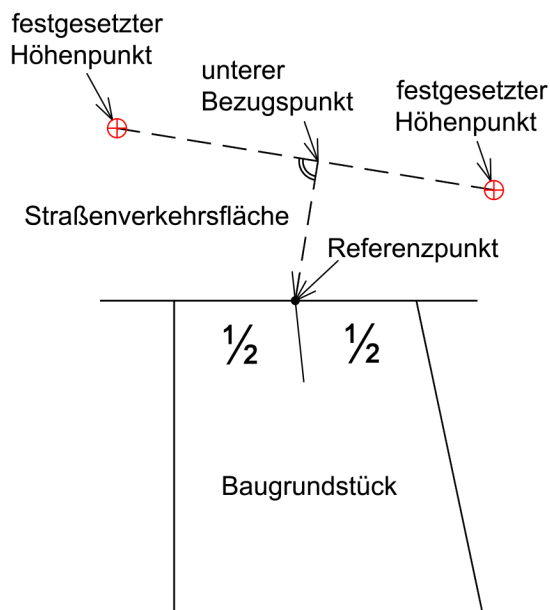 festgesetzter
Höhenpunkt
unterer
Bezugspunkt
festgesetzter
Höhenpunkt
Straßenverkehrsfläche
Referenzpunkt
½ ½
Baugrundstück